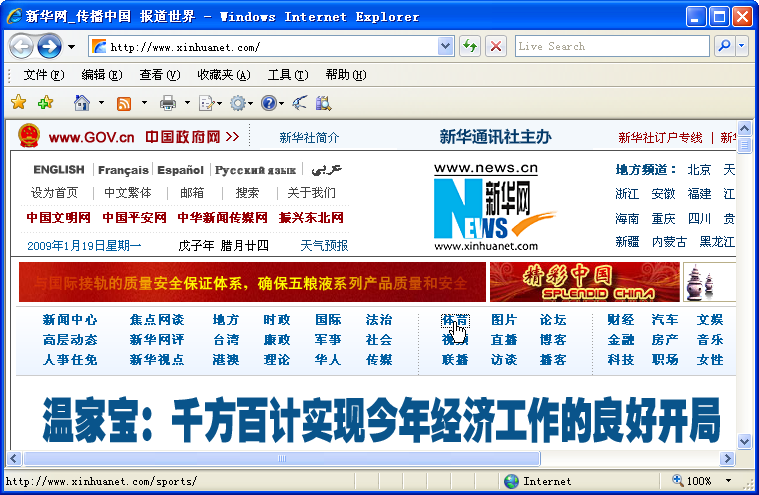 新华网_传播中国 报道世界 - Windows Internet Explorer
http://www.xinhuanet.com/
Live Search
文件(F) 编辑(E) 查看(V) 收藏夹(A) 工具(T) 帮助(H)
www.GOV.cn 中国政府网 >> 新华社简介 新华通讯社主办 新华社订户专线 | 新
ENGLISH Français Español Русский язык عربي www.news.cn 地方频道： 北京 天
设为首页 中文繁体 邮箱 搜索 关于我们 NEWS 新华网 浙江 安徽 福建 江
中国文明网 中国平安网 中华新闻传媒网 振兴东北网 海南 重庆 四川 贵
2009年1月19日星期一 戊子年 腊月廿四 天气预报 www.xinhuanet.com 新疆 内蒙古 黑龙江
与国际接轨的质量安全保证体系，确保五粮液系列产品质量和安全 精彩中国
SPLENDID CHINA
新闻中心 焦点网谈 地方 时政 国际 法治 体育 图片 论坛 财经 汽车 文娱
高层动态 新华网评 台湾 廉政 军事 社会 直播 博客 金融 房产 音乐
人事任免 新华视点 港澳 理论 华人 传媒 联播 访谈 播客 科技 职场 女性
温家宝：千方百计实现今年经济工作的良好开局
http://www.xinhuanet.com/sports/ Internet 100%